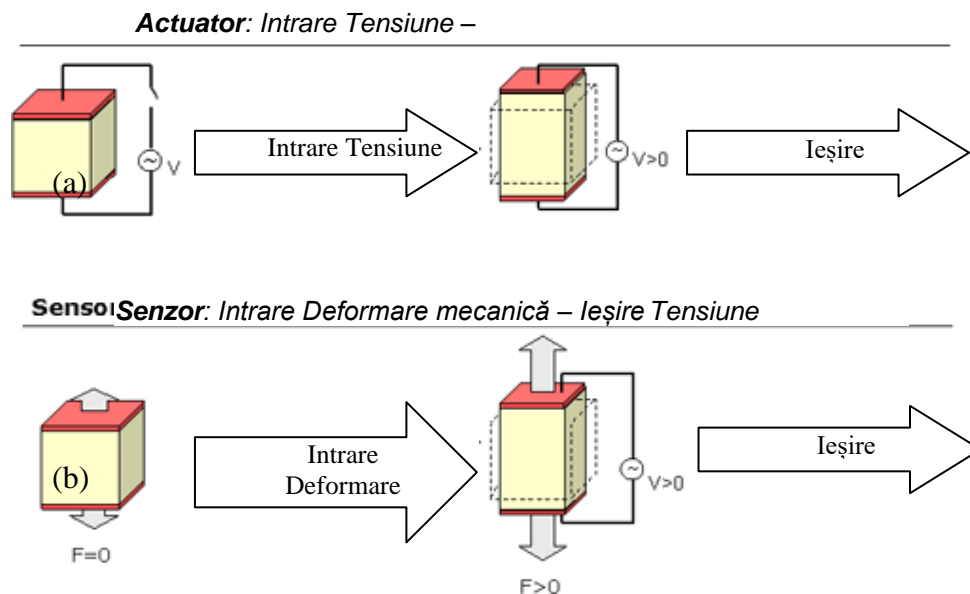 Actuator: Intrare Tensiune –
(a)
V
Intrare Tensiune
V>0
Ieșire
Sensor
Senzor: Intrare Deformare mecanică – Ieșire Tensiune
(b)
F=0
Intrare
Deformare
V>0
F>0
Ieșire